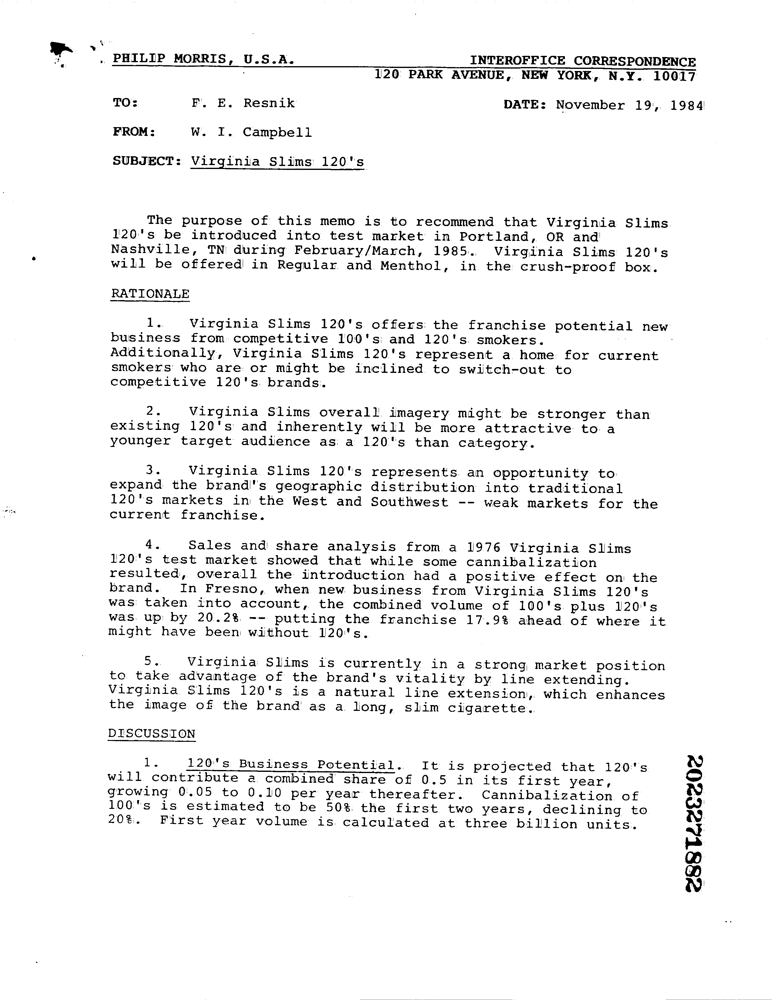 PHILIP MORRIS, U.S.A. INTEROFFICE CORRESPONDENCE
120 PARK AVENUE, NEW YORK, N.Y. 10017
TO: F. E. Resnik DATE: November 19, 1984
FROM: W. I. Campbell
SUBJECT: Virginia Slims 120's
The purpose of this memo is to recommend that Virginia Slims
120's be introduced into test market in Portland, OR and
Nashville, TN during February/March, 1985. Virginia Slims 120's
will be offered in Regular and Menthol, in the crush-proof box.
RATIONALE
1. Virginia Slims 120's offers the franchise potential new
business from competitive 100's and 120's smokers.
Additionally, Virginia Slims 120's represent a home for current
smokers who are or might be inclined to switch-out to
competitive 120's brands.
2. Virginia Slims overall imagery might be stronger than
existing 120's and inherently will be more attractive to a
younger target audience as a 120's than category.
3. Virginia Slims 120's represents an opportunity to
expand the brand's geographic distribution into traditional
120's markets in the West and Southwest -- weak markets for the
current franchise.
4. Sales and share analysis from a 1976 Virginia Slims
120's test market showed that while some cannibalization
resulted, overall the introduction had a positive effect on the
brand. In Fresno, when new business from Virginia Slims 120's
was taken into account, the combined volume of 100's plus 120's
was up by 20.2% -- putting the franchise 17.9% ahead of where it
might have been without 120's.
5. Virginia Slims is currently in a strong market position
to take advantage of the brand's vitality by line extending.
Virginia Slims 120's is a natural line extension, which enhances
the image of the brand as a long, slim cigarette.
DISCUSSION
1. 120's Business Potential. It is projected that 120's
will contribute a combined share of 0.5 in its first year,
growing 0.05 to 0.10 per year thereafter. Cannibalization of
100's is estimated to be 50% the first two years, declining to
20%. First year volume is calculated at three billion units.
2023271882